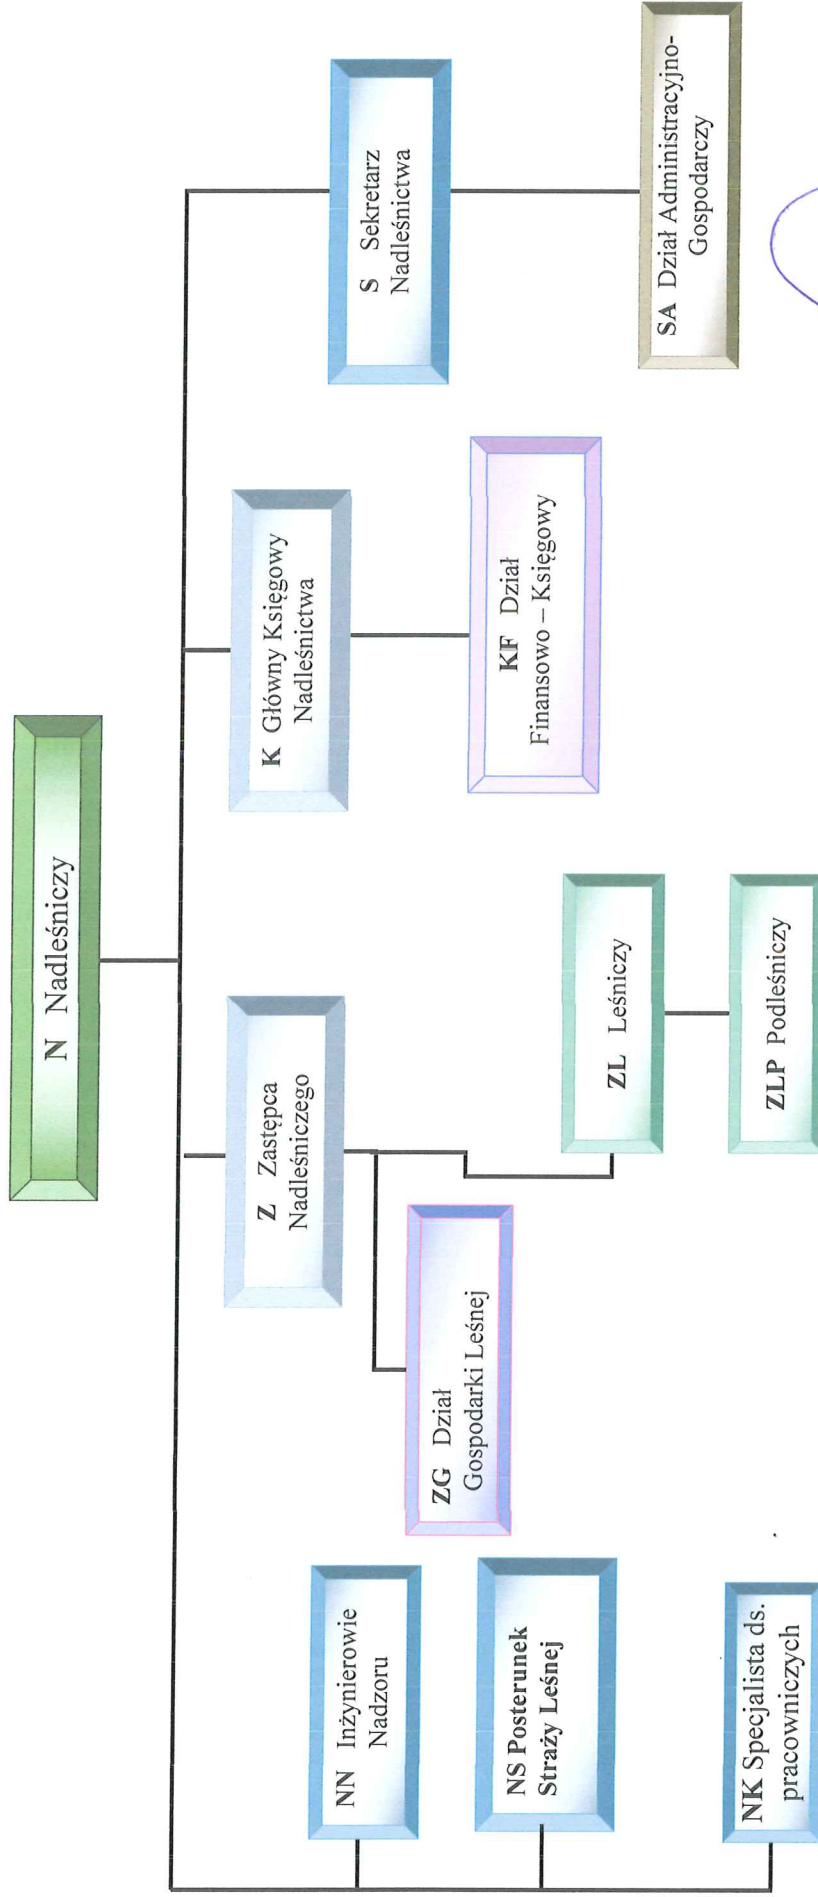 N Nadleśniczy
Z Zastępca
Nadleśniczego
K Główny Księgowy
Nadleśnictwa
S Sekretarz
Nadleśnictwa
NN Inżynierowie
Nadzoru
NS Posterunek
Straży Leśnej
NK Specjalista ds.
pracowniczych
ZG Dział
Gospodarki Leśnej
ZL Leśniczy
ZLP Podleśniczy
KF Dział
Finansowo – Księgowy
SA Dział Administracyjno-
Gospodarczy